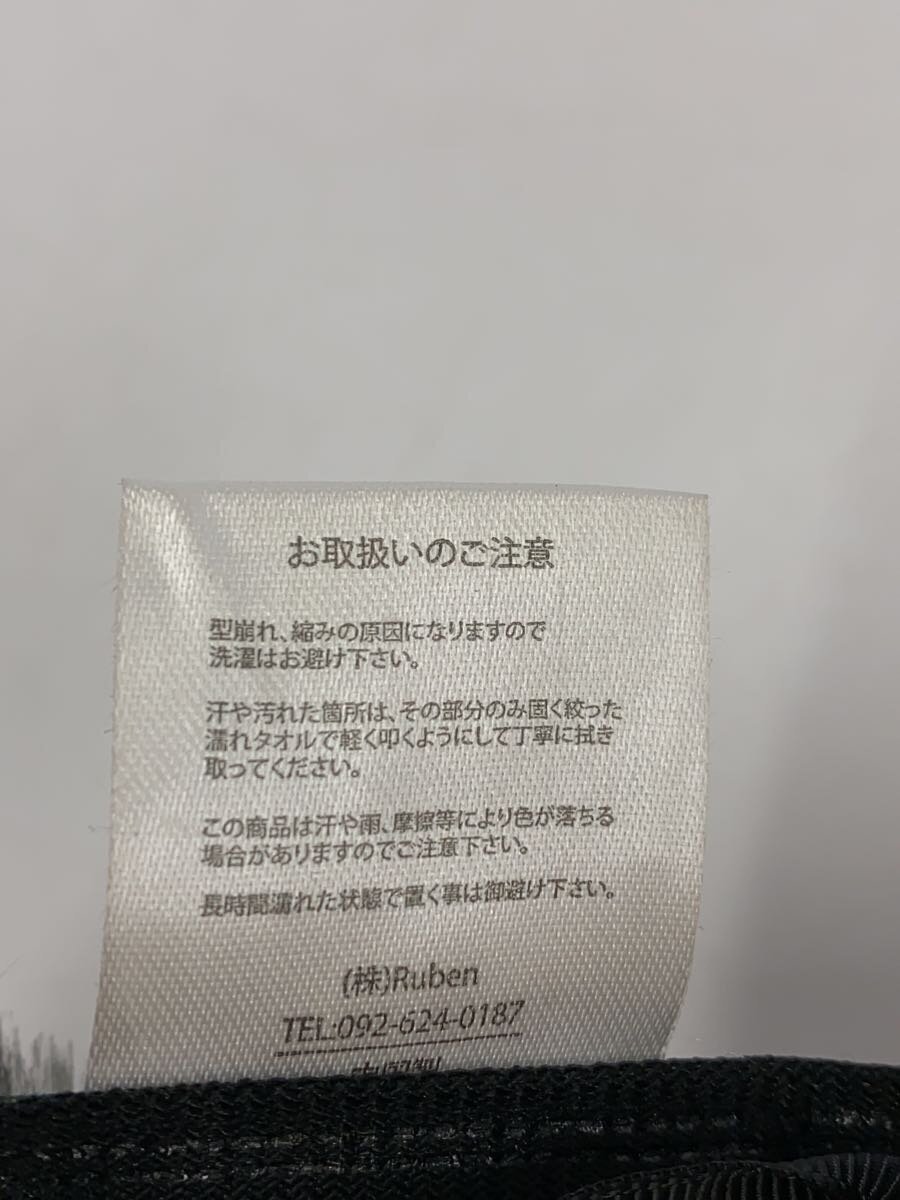 お取扱いのご注意
型崩れ、縮みの原因になりますので
洗濯はお避け下さい。
汗や汚れた箇所は、その部分のみ固く絞った
濡れタオルで軽く叩くようにして丁寧に拭き
取ってください。
この商品は汗や雨、摩擦等により色が落ちる
場合がありますのでご注意下さい。
長時間濡れた状態で置く事は御避け下さい。
(株)Ruben
TEL:092-624-0187